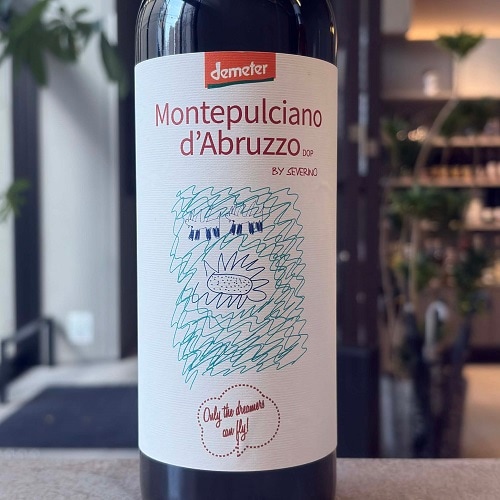 demeter
Montepulciano
d'Abruzzo DOP
BY SEVERINO
Only the dreamers
can fly!